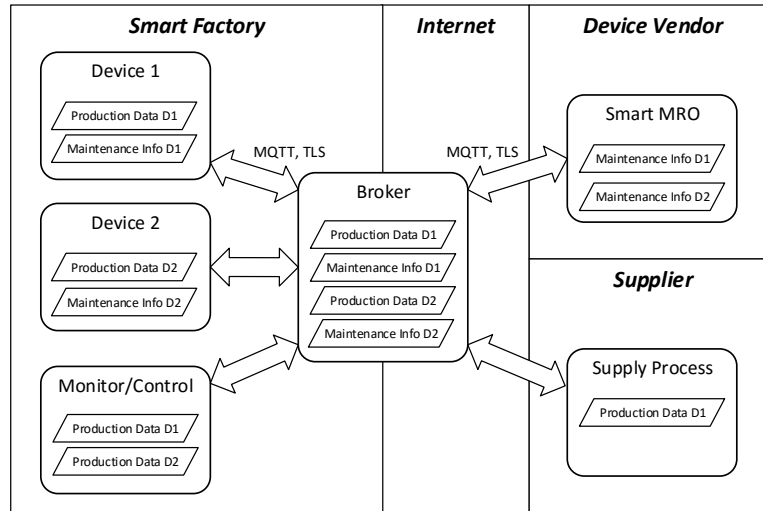 Smart Factory
Internet
Device Vendor
Device 1
Production Data D1
Maintenance Info D1
MQTT, TLS
MQTT, TLS
Smart MRO
Maintenance Info D1
Maintenance Info D2
Broker
Production Data D1
Maintenance Info D1
Production Data D2
Maintenance Info D2
Device 2
Production Data D2
Maintenance Info D2
Supplier
Monitor/Control
Production Data D1
Production Data D2
Supply Process
Production Data D1